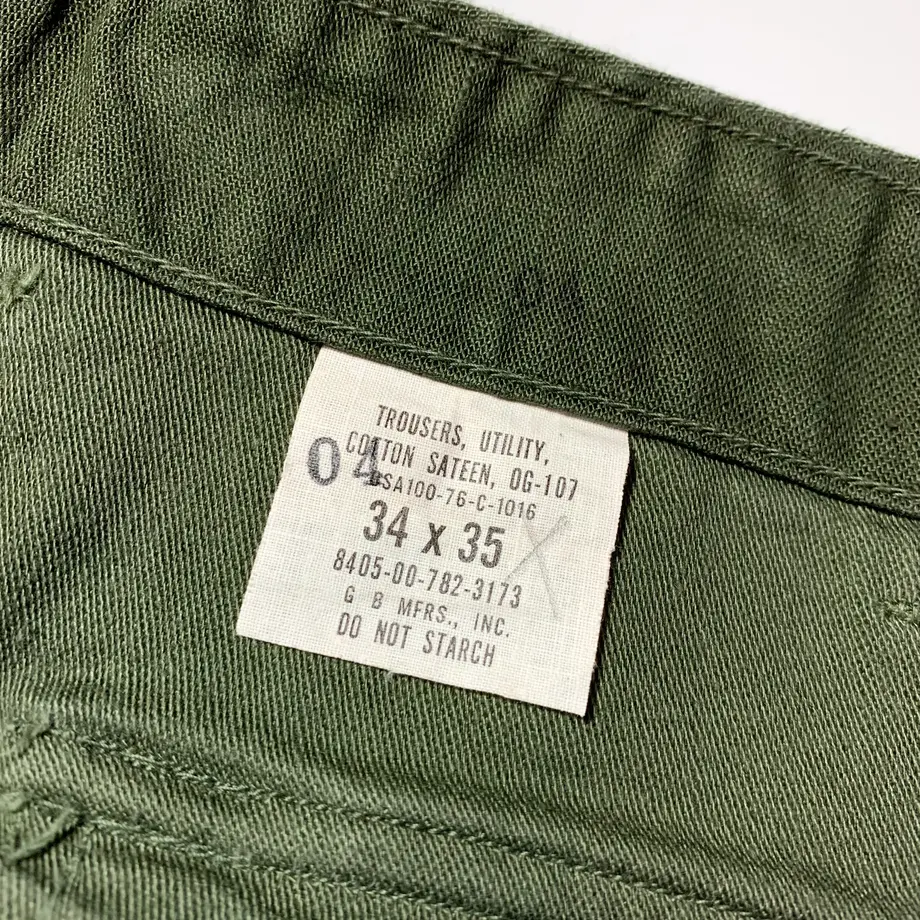 TROUSERS, UTILITY,
04
COTTON SATEEN, OG-107
DSA100-76-C-1016
34 x 35
8405-00-782-3173
G B MFRS., INC.
DO NOT STARCH